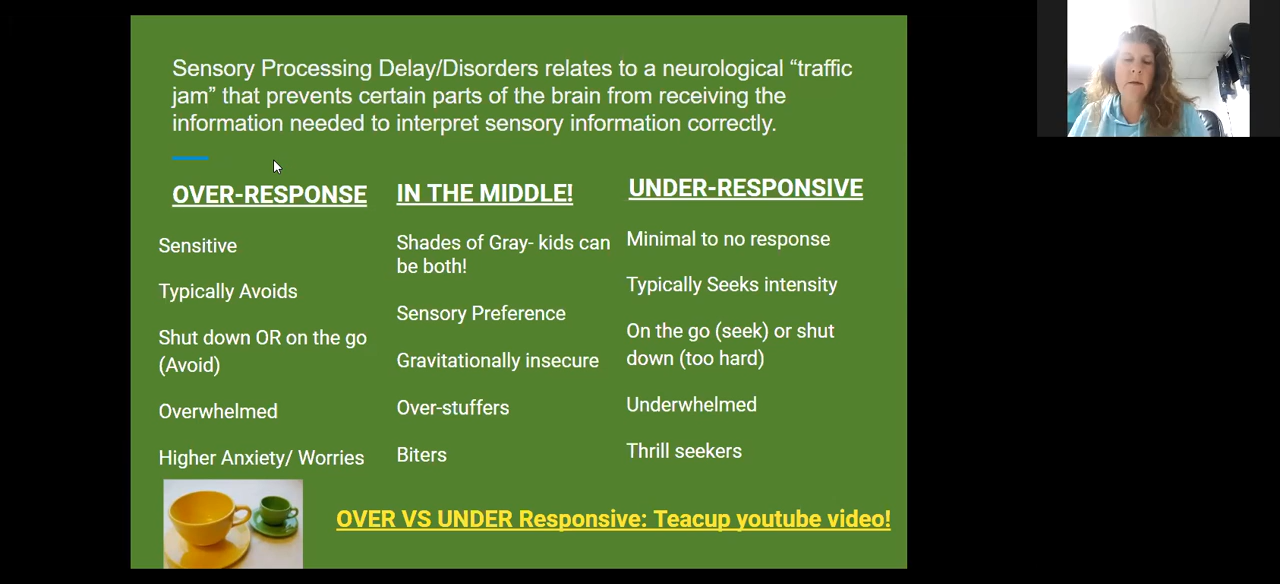 Sensory Processing Delay/Disorders relates to a neurological “traffic
jam” that prevents certain parts of the brain from receiving the
information needed to interpret sensory information correctly.
OVER-RESPONSE
Sensitive
Typically Avoids
Shut down OR on the go
(Avoid)
Overwhelmed
Higher Anxiety/ Worries
IN THE MIDDLE!
Shades of Gray- kids can
be both!
Sensory Preference
Gravitationally insecure
Over-stuffers
Biters
UNDER-RESPONSIVE
Minimal to no response
Typically Seeks intensity
On the go (seek) or shut
down (too hard)
Underwhelmed
Thrill seekers
OVER VS UNDER Responsive: Teacup youtube video!